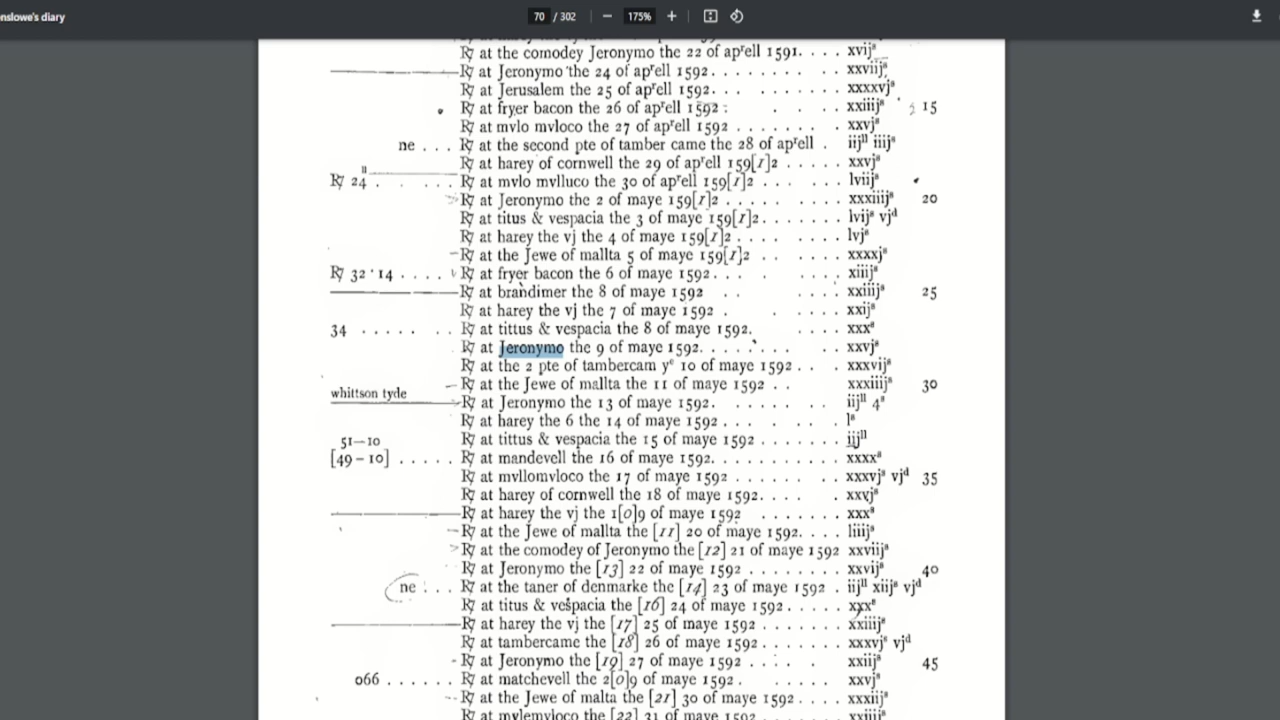 nslowe's diary 70 / 302 175%
R at the comodey Jeronymo the 22 of apʳell 1591. . . . xvijˢ
R at Jeronymo the 24 of apʳell 1592. . . . . . . . . . xxviijˢ
R at Jerusalem the 25 of apʳell 1592. . . . . . . . . xxxxvjˢ
R at fryer bacon the 26 of apʳell 1592 : . . . . xxiiijˢ 15
R at mvlo mvloco the 27 of apʳell 1592 . . . . . . . xxvjˢ
ne . . . R at the second pte of tamber came the 28 of apʳell . iijˡˡ iiijˢ
R at harey of cornwell the 29 of apʳell 159[1]2 . . . . . xxvjˢ
R 24 ˡˡ . . . . . R at mvlo mvlluco the 30 of apʳell 159[1]2 . . . . . . lviijˢ
R at Jeronymo the 2 of maye 159[1]2 . . . . . . . . . xxxiiijˢ 20
R at titus & vespacia the 3 of maye 159[1]2. . . . . . . lvijˢ vjᵈ
R at harey the vj the 4 of maye 159[1]2 . . . . . . . . lvjˢ
R at the Jewe of mallta 5 of maye 159[1]2 . . . . . . xxxxjˢ
R 32 · 14 . . . . R at fryer bacon the 6 of maye 1592. . . . . . . . xiiijˢ
R at brandimer the 8 of maye 1592 . . . . . . xxiiijˢ 25
R at harey the vj the 7 of maye 1592 . . . . . . xxijˢ
34 . . . . . . . R at tittus & vespacia the 8 of maye 1592. . . . . xxxˢ
R at Jeronymo the 9 of maye 1592. . . . . . . . . . xxvjˢ
R at the 2 pte of tambercam yᵉ 10 of maye 1592 . . . xxxvijˢ
R at the Jewe of mallta the 11 of maye 1592 . . xxxiiijˢ 30
whittson tyde
R at Jeronymo the 13 of maye 1592. . . . . . . . . iijˡˡ 4ˢ
R at harey the 6 the 14 of maye 1592 . . . . . . . lˢ
51—10 R at tittus & vespacia the 15 of maye 1592 . . . . . . . iijˡˡ
[49 – 10] . . . . . R at mandevell the 16 of maye 1592. . . . . . . . . . . xxxxˢ
R at mvllomvloco the 17 of maye 1592 . . . . . . . . . xxxvjˢ vjᵈ 35
R at harey of cornwell the 18 of maye 1592. . . . . xxvjˢ
R at harey the vj the 1[0]9 of maye 1592 . . . . . . . xxxˢ
R at the Jewe of mallta the [11] 20 of maye 1592. . . . liiijˢ
R at the comodey of Jeronymo the [12] 21 of maye 1592 xxviijˢ
R at Jeronymo the [13] 22 of maye 1592 . . . . . . . . xxvijˢ 40
ne . . . R at the taner of denmarke the [14] 23 of maye 1592 . iijˡˡ xiijˢ vjᵈ
R at titus & vespacia the [16] 24 of maye 1592. . . . . xxxˢ
R at harey the vj the [17] 25 of maye 1592 . . . . . . . xxiiijˢ
R at tambercame the [18] 26 of maye 1592 . . . . . . . xxxvjˢ vjᵈ
R at Jeronymo the [19] 27 of maye 1592 . . . . . xxiijˢ 45
066 . . . . . . R at matchevell the 2[0]9 of maye 1592 . . . . . . xxvjˢ
R at the Jewe of malta the [21] 30 of maye 1592 . . . . xxxiijˢ
R at mvlemvloco the [22] 31 of maye 1592 . . . . . . xxiiijˢ